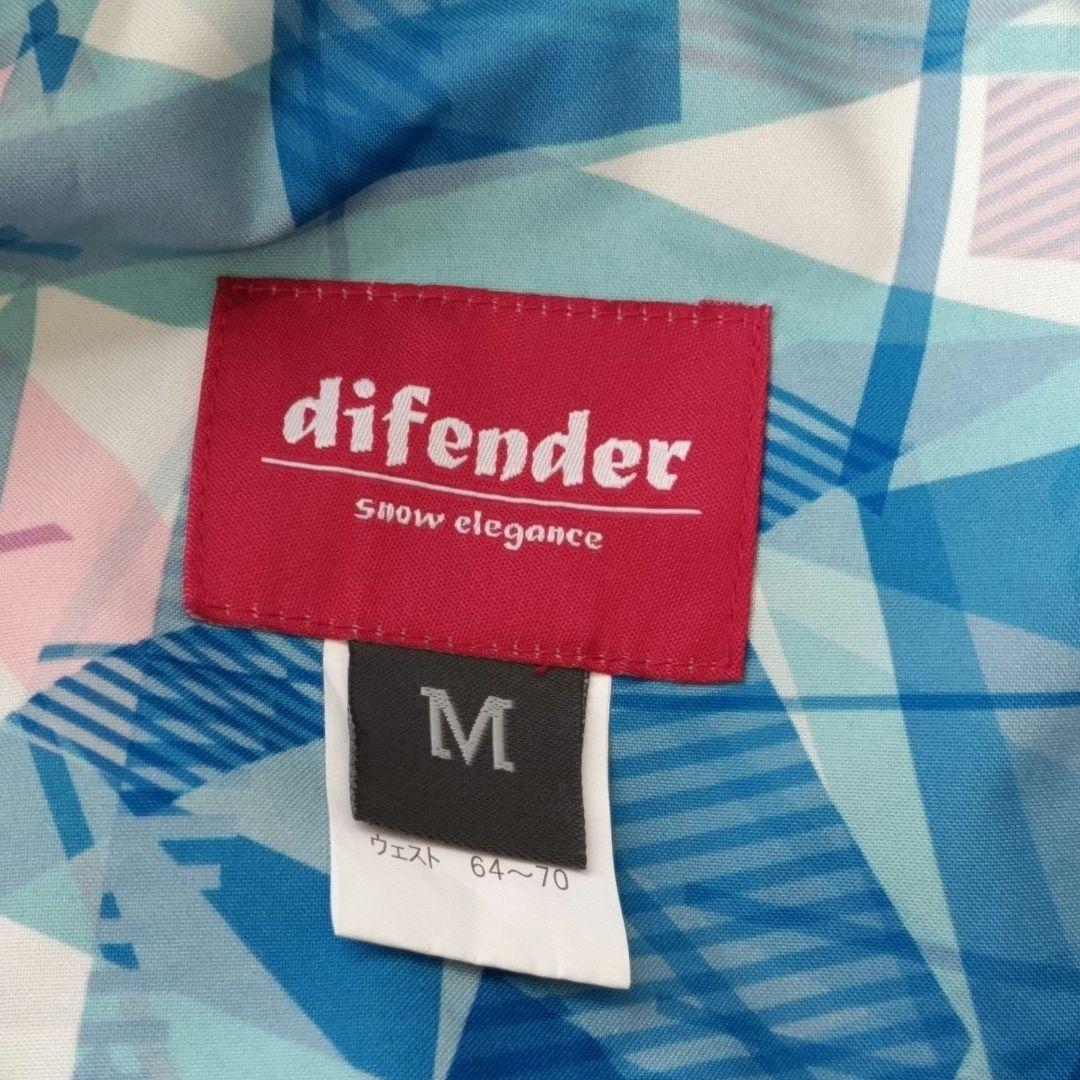 difender
snow elegance
M
ウェスト 64～70